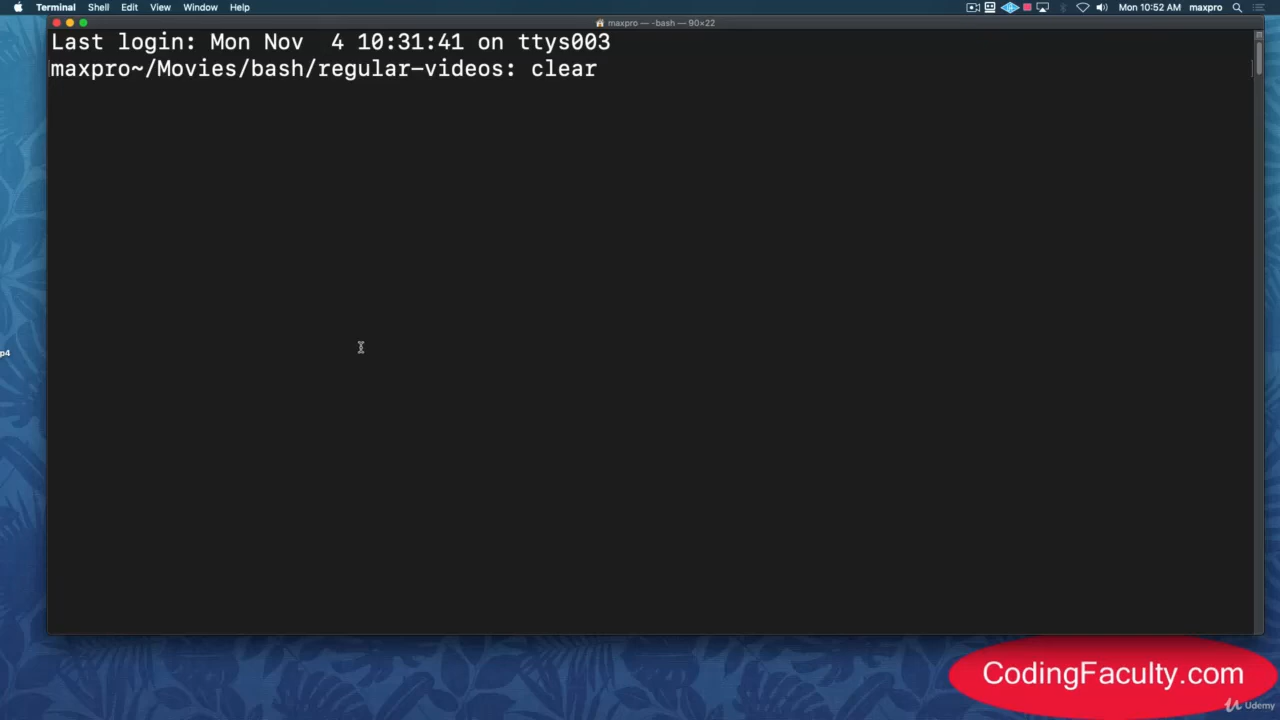 Terminal Shell Edit View Window Help Mon 10:52 AM maxpro
maxpro — -bash — 90×22
Last login: Mon Nov  4 10:31:41 on ttys003
maxpro~/Movies/bash/regular-videos: clear
p4
CodingFaculty.com
Udemy